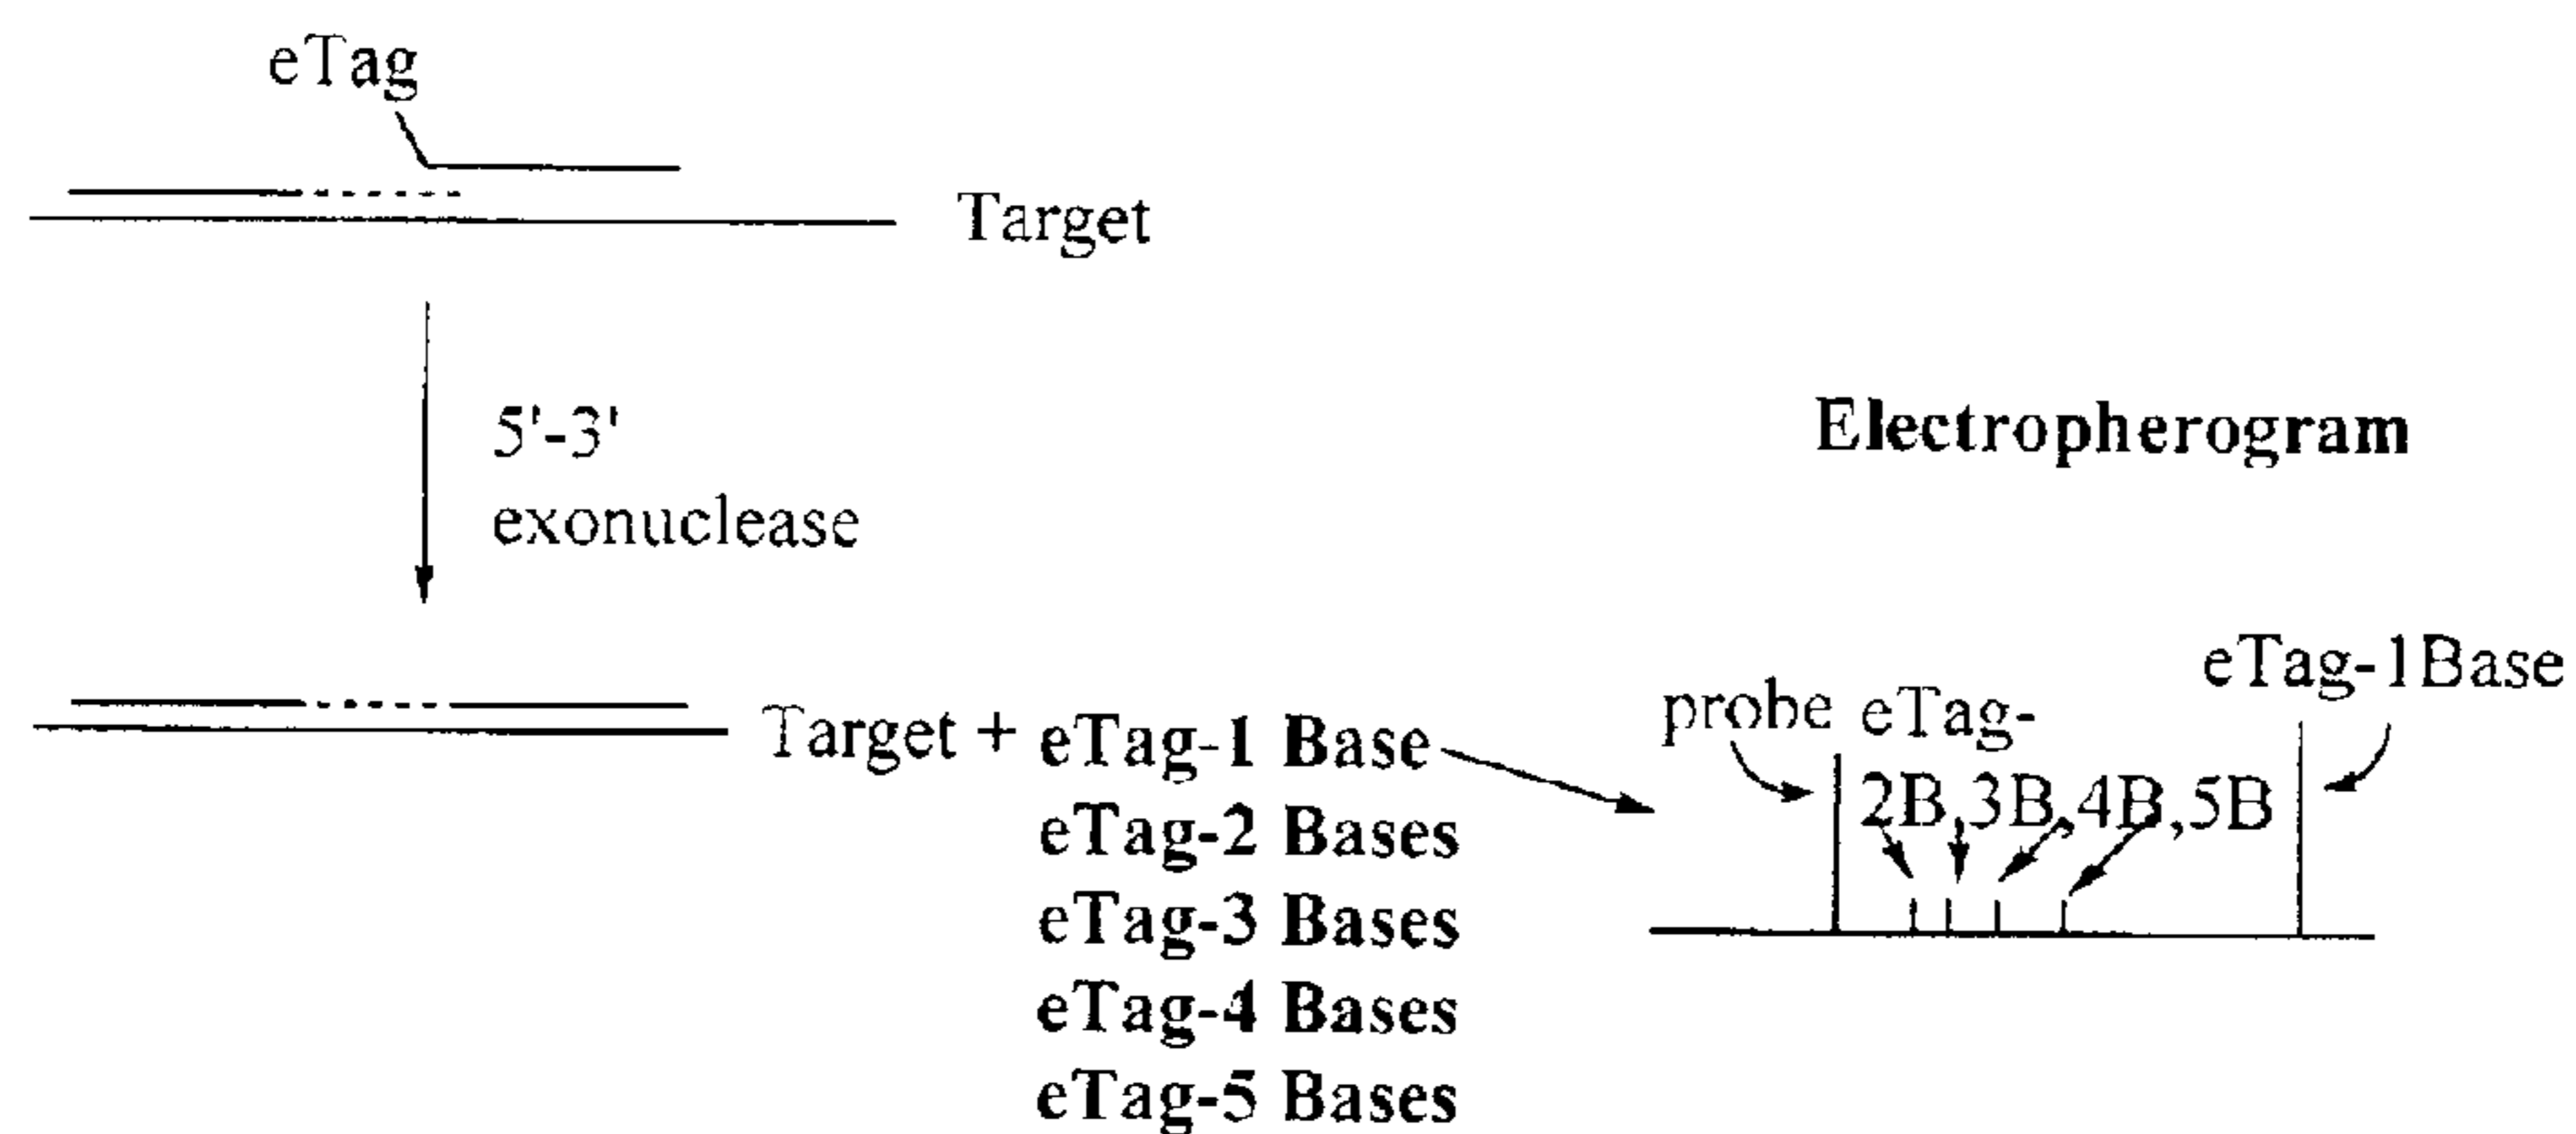 eTag
Target
5'-3'
exonuclease
Electropherogram
Target + eTag-1 Base
eTag-2 Bases
eTag-3 Bases
eTag-4 Bases
eTag-5 Bases
probe
eTag-
2B,3B,4B,5B
eTag-1Base